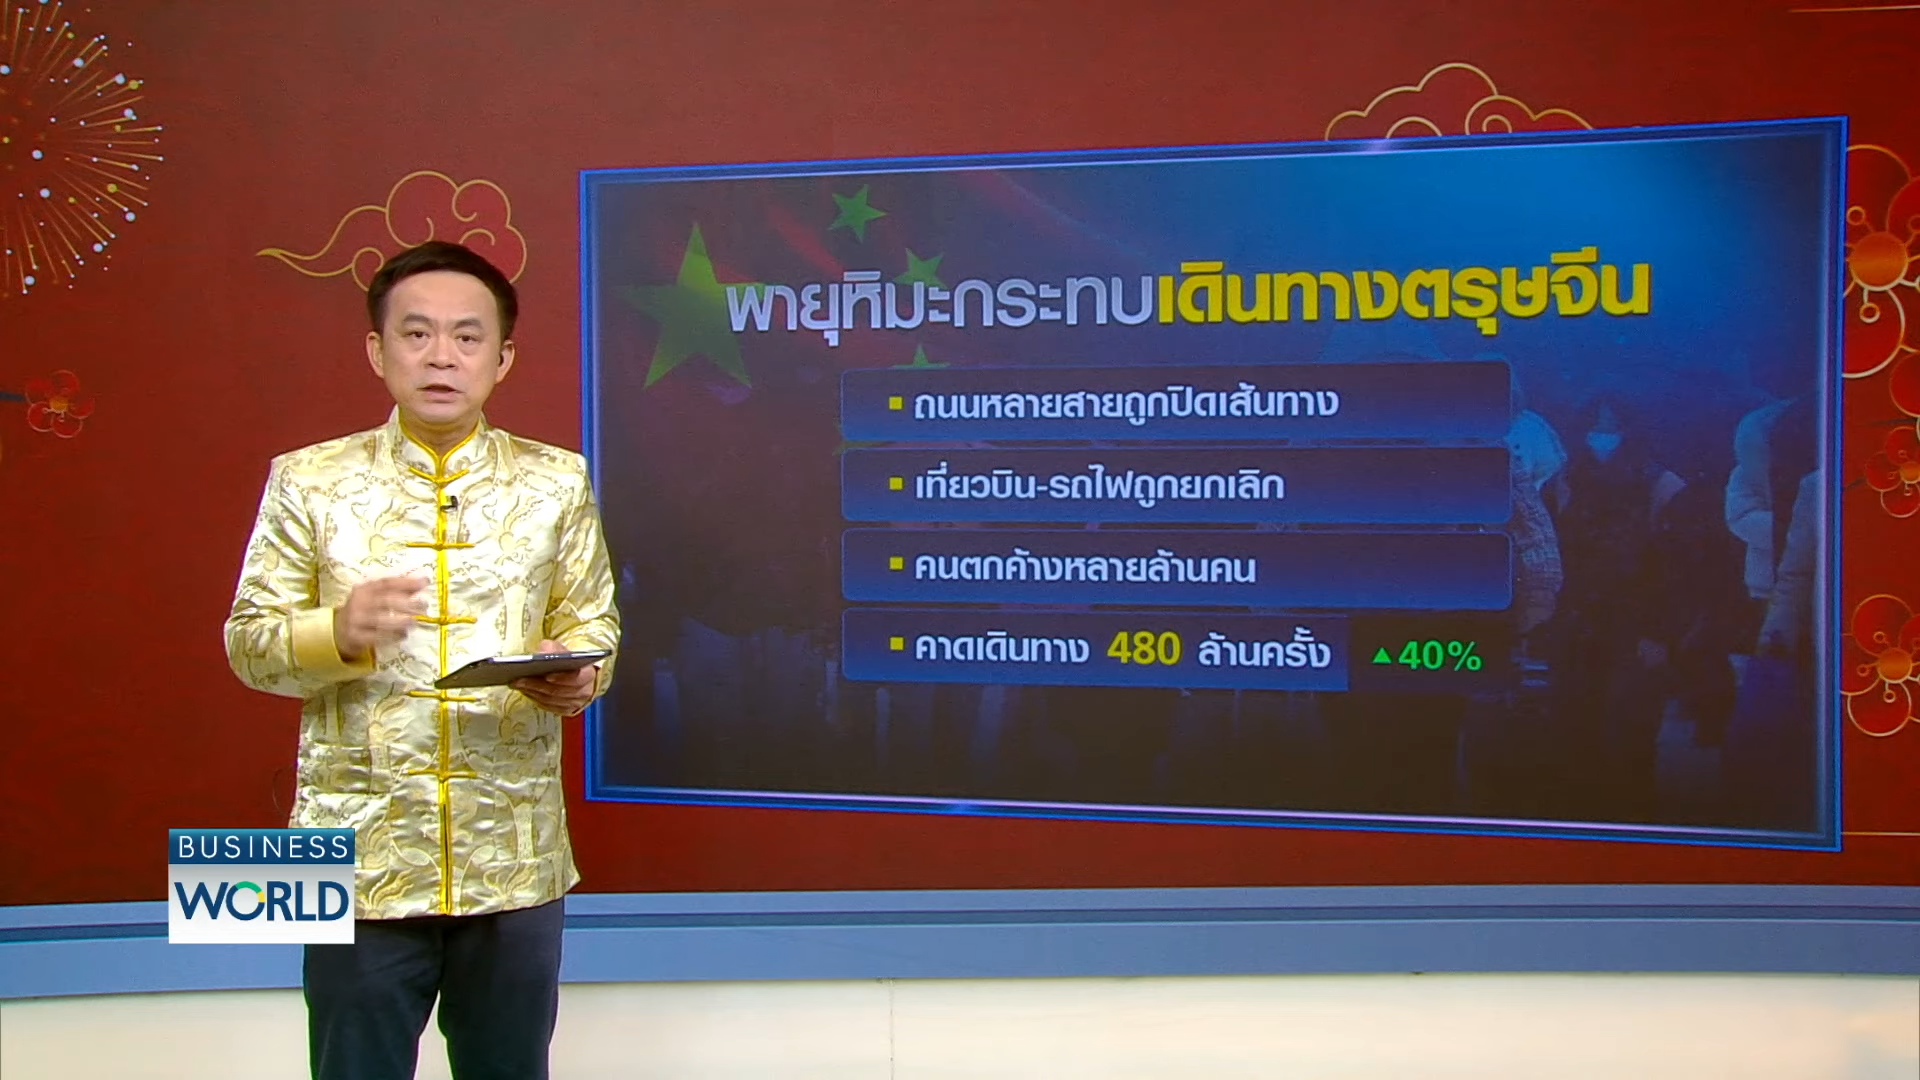 พายุหิมะกระทบเดินทางตรุษจีน
ถนนหลายสายถูกปิดเส้นทาง
เที่ยวบิน-รถไฟถูกยกเลิก
คนตกค้างหลายล้านคน
คาดเดินทาง 480 ล้านครั้ง ▲40%
BUSINESS
WORLD